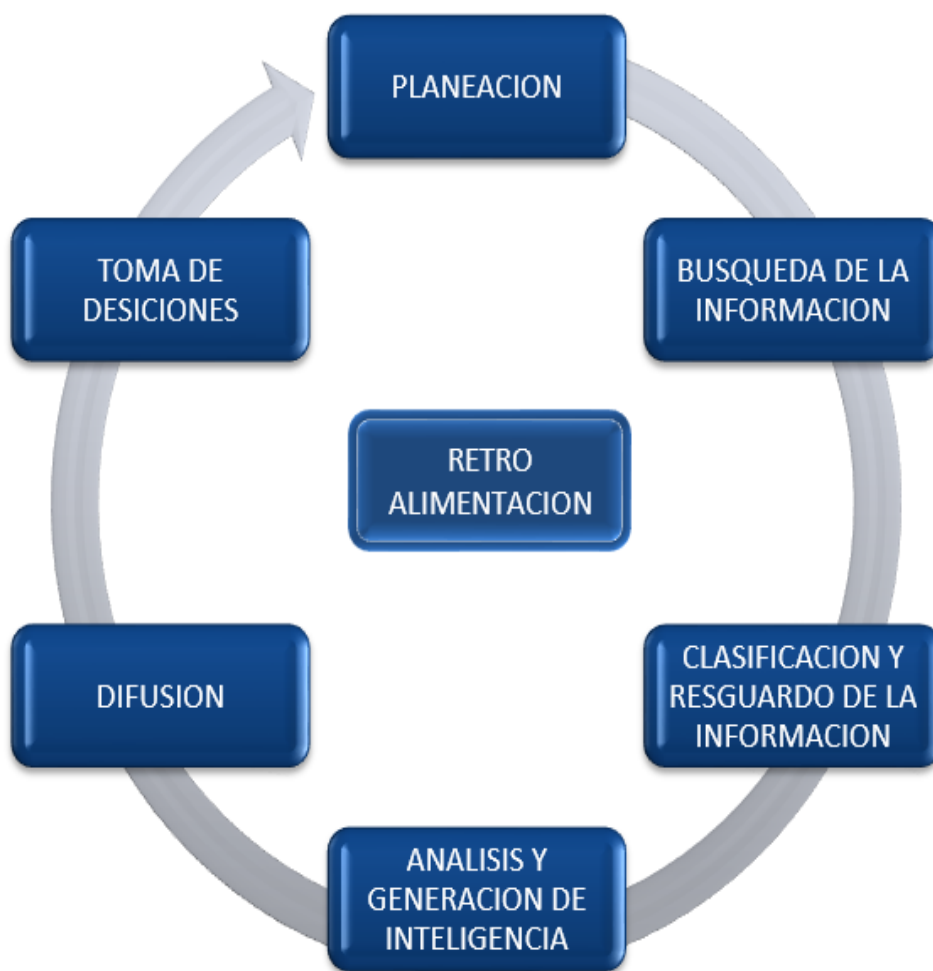 PLANEACION
TOMA DE
DESICIONES
BUSQUEDA DE LA
INFORMACION
RETRO
ALIMENTACION
DIFUSION
CLASIFICACION Y
RESGUARDO DE LA
INFORMACION
ANALISIS Y
GENERACION DE
INTELIGENCIA